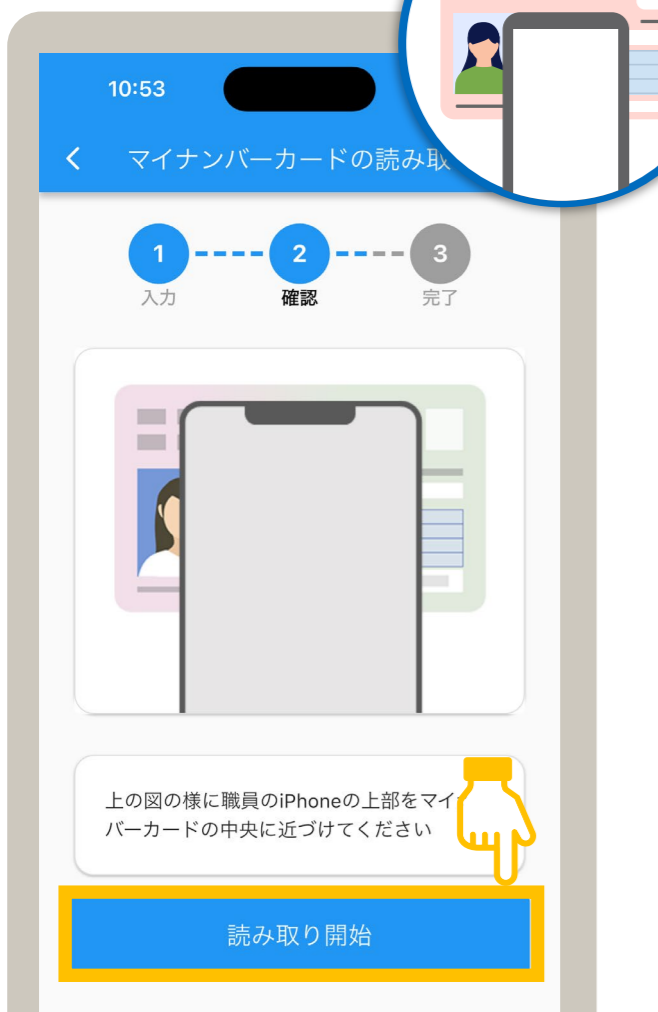 10:53
マイナンバーカードの読み取
1
2
3
入力
確認
完了
上の図の様に職員のiPhoneの上部をマイ
バーカードの中央に近づけてください
読み取り開始